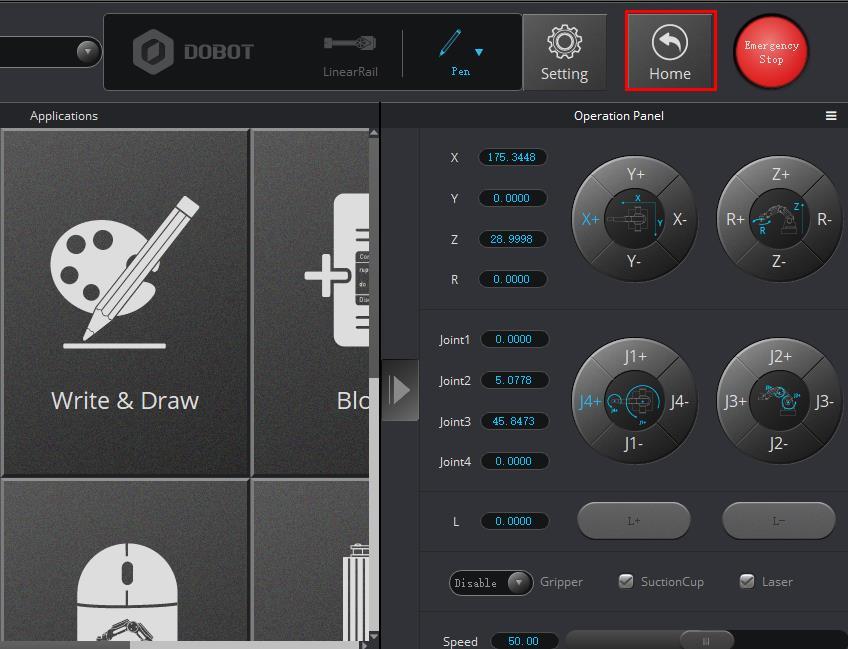 DOBOT
LinearRail
Pen
Setting
Home
Emergency
Stop
Applications
Operation Panel
Write & Draw
Blo
X 175.3448
Y 0.0000
Z 28.9998
R 0.0000
Y+
X+ X-
Y-
X
Y
Z+
R+ R-
Z-
Z
R
Joint1 0.0000
Joint2 5.0778
Joint3 45.8473
Joint4 0.0000
J1+
J4+ J4-
J1-
J2+
J3+ J3-
J2-
L 0.0000 L+ L-
Disable Gripper SuctionCup Laser
Speed 50.00